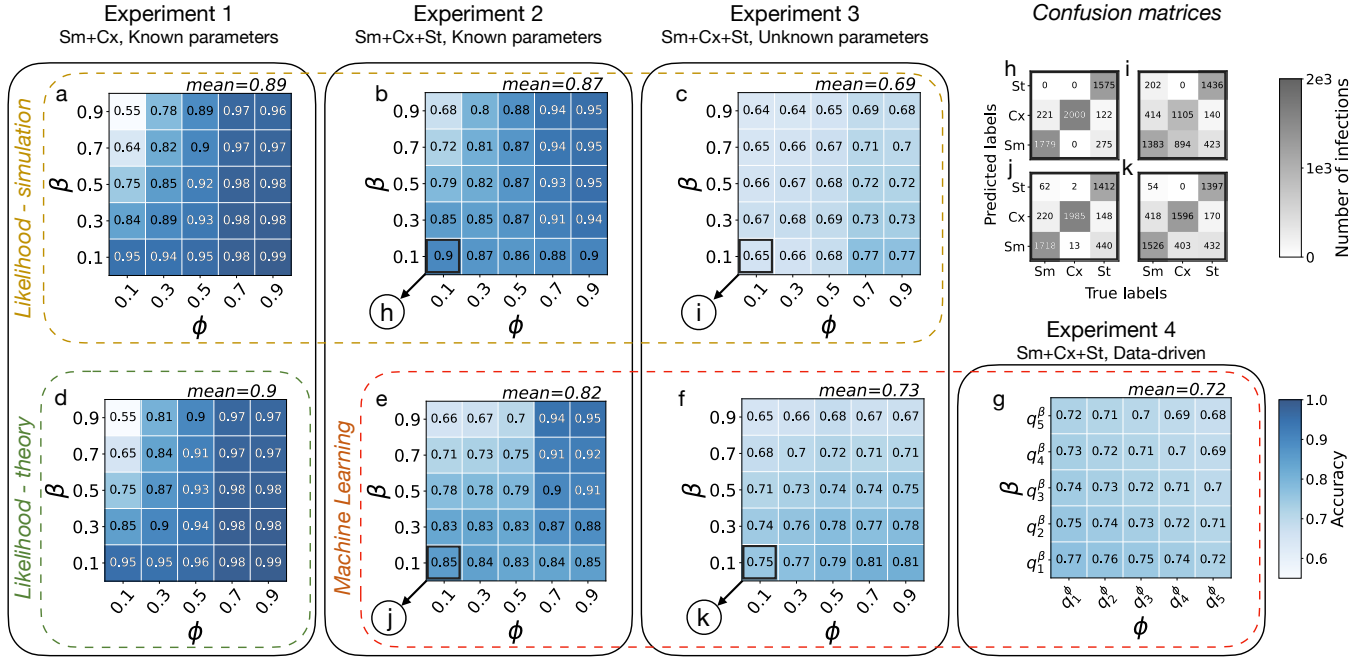 Experiment 1
Sm+Cx, Known parameters
Experiment 2
Sm+Cx+St, Known parameters
Experiment 3
Sm+Cx+St, Unknown parameters
Confusion matrices
Likelihood - simulation
a
mean=0.89
β
0.9 0.55 0.78 0.89 0.97 0.96
0.7 0.64 0.82 0.9 0.97 0.97
0.5 0.75 0.85 0.92 0.98 0.98
0.3 0.84 0.89 0.93 0.98 0.98
0.1 0.95 0.94 0.95 0.98 0.99
0.1 0.3 0.5 0.7 0.9
ϕ
b
mean=0.87
β
0.9 0.68 0.8 0.88 0.94 0.95
0.7 0.72 0.81 0.87 0.94 0.95
0.5 0.79 0.82 0.87 0.93 0.95
0.3 0.85 0.85 0.87 0.91 0.94
0.1 0.9 0.87 0.86 0.88 0.9
0.1 0.3 0.5 0.7 0.9
h
ϕ
c
mean=0.69
β
0.9 0.64 0.64 0.65 0.69 0.68
0.7 0.65 0.66 0.67 0.71 0.7
0.5 0.66 0.67 0.68 0.72 0.72
0.3 0.67 0.68 0.69 0.73 0.73
0.1 0.65 0.66 0.68 0.77 0.77
0.1 0.3 0.5 0.7 0.9
i
ϕ
h
i
Predicted labels
St 0 0 1575 202 0 1436
Cx 221 2000 122 414 1105 140
Sm 1779 0 275 1383 894 423
j
k
St 62 2 1412 54 0 1397
Cx 220 1985 148 418 1596 170
Sm 1718 13 440 1526 403 432
Sm Cx St Sm Cx St
True labels
2e3
1e3
0
Number of infections
Likelihood - theory
d
mean=0.9
β
0.9 0.55 0.81 0.9 0.97 0.97
0.7 0.65 0.84 0.91 0.97 0.97
0.5 0.75 0.87 0.93 0.98 0.98
0.3 0.85 0.9 0.94 0.98 0.98
0.1 0.95 0.95 0.96 0.98 0.99
0.1 0.3 0.5 0.7 0.9
ϕ
Machine Learning
e
mean=0.82
β
0.9 0.66 0.67 0.7 0.94 0.95
0.7 0.71 0.73 0.75 0.91 0.92
0.5 0.78 0.78 0.79 0.9 0.91
0.3 0.83 0.83 0.83 0.87 0.88
0.1 0.85 0.84 0.83 0.84 0.85
0.1 0.3 0.5 0.7 0.9
j
ϕ
f
mean=0.73
β
0.9 0.65 0.66 0.68 0.67 0.67
0.7 0.68 0.7 0.72 0.71 0.71
0.5 0.71 0.73 0.74 0.74 0.75
0.3 0.74 0.76 0.78 0.77 0.78
0.1 0.75 0.77 0.79 0.81 0.81
0.1 0.3 0.5 0.7 0.9
k
ϕ
Experiment 4
Sm+Cx+St, Data-driven
g
mean=0.72
β
q₅^β 0.72 0.71 0.7 0.69 0.68
q₄^β 0.73 0.72 0.71 0.7 0.69
q₃^β 0.74 0.73 0.72 0.71 0.7
q₂^β 0.75 0.74 0.73 0.72 0.71
q₁^β 0.77 0.76 0.75 0.74 0.72
q₁^ϕ q₂^ϕ q₃^ϕ q₄^ϕ q₅^ϕ
ϕ
1.0
0.9
0.8
0.7
0.6
Accuracy